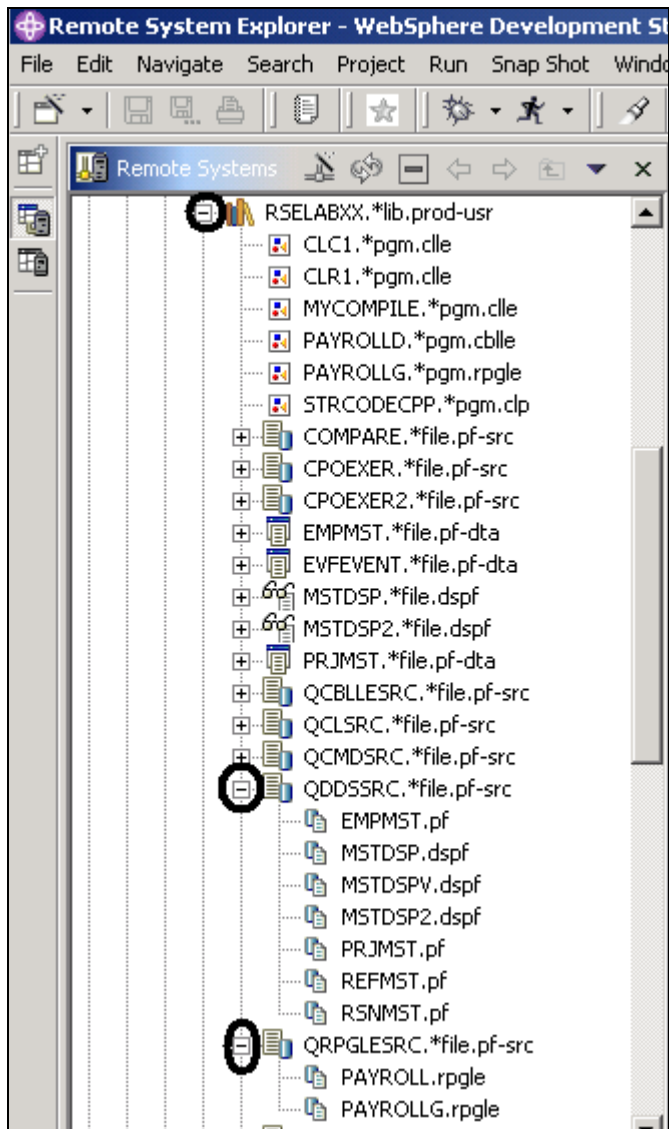 Remote System Explorer - WebSphere Development
File Edit Navigate Search Project Run Snap Shot
Remote Systems
RSELABXX.*lib.prod-usr
CLC1.*pgm.clle
CLR1.*pgm.clle
MYCOMPILE.*pgm.clle
PAYROLLD.*pgm.cblle
PAYROLLG.*pgm.rpgle
STRCODECPP.*pgm.clp
COMPARE.*file.pf-src
CPOEXER.*file.pf-src
CPOEXER2.*file.pf-src
EMPMST.*file.pf-dta
EVFEVENT.*file.pf-dta
MSTDSP.*file.dspf
MSTDSP2.*file.dspf
PRJMST.*file.pf-dta
QCBLLESRC.*file.pf-src
QCLSRC.*file.pf-src
QCMDSRC.*file.pf-src
QDDSSRC.*file.pf-src
EMPMST.pf
MSTDSP.dspf
MSTDSPV.dspf
MSTDSP2.dspf
PRJMST.pf
REFMST.pf
RSNMST.pf
QRPGLESRC.*file.pf-src
PAYROLL.rpgle
PAYROLLG.rpgle